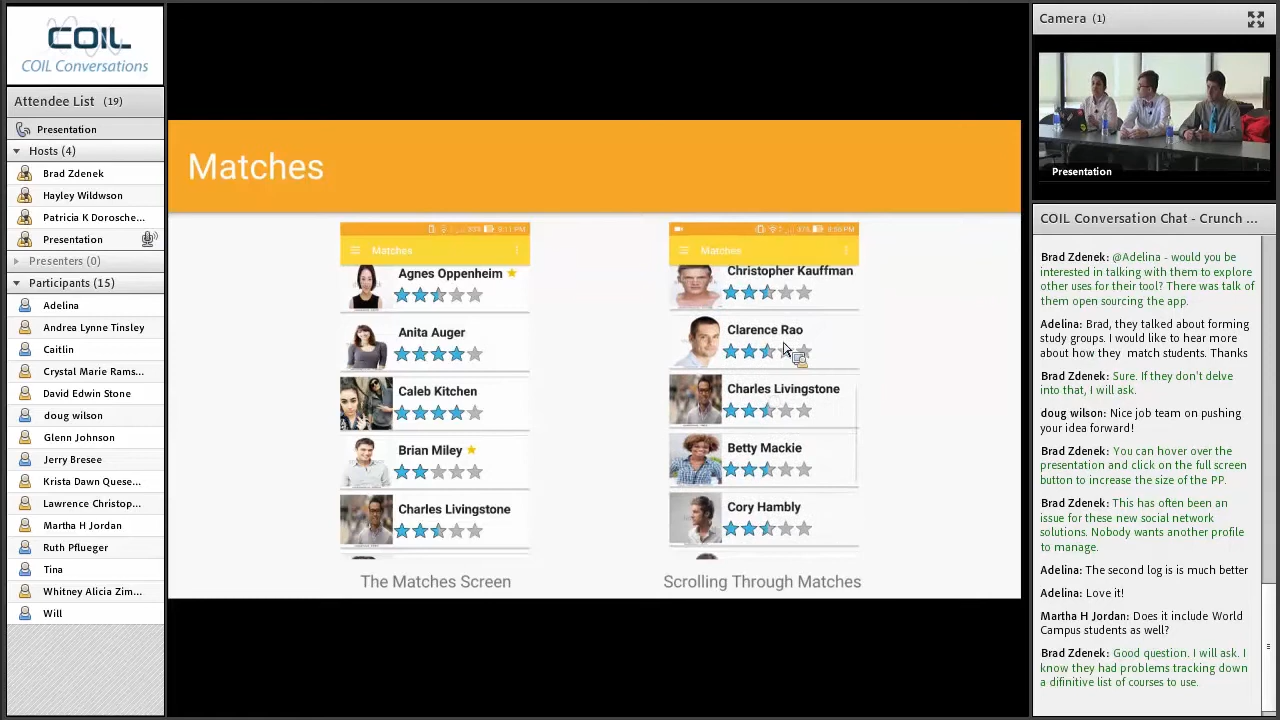 COIL
COIL Conversations
Attendee List (19)
Presentation
Hosts (4)
Brad Zdenek
Hayley Wildwson
Patricia K Dorosche...
Presentation
Presenters (0)
Participants (15)
Adelina
Andrea Lynne Tinsley
Caitlin
Crystal Marie Rams...
David Edwin Stone
doug wilson
Glenn Johnson
Jerry Bresee
Krista Dawn Quese...
Lawrence Christop...
Martha H Jordan
Ruth Pflueger
Tina
Whitney Alicia Zim...
Will
Matches
Matches
Agnes Oppenheim
Anita Auger
Caleb Kitchen
Brian Miley
Charles Livingstone
The Matches Screen
Matches
Christopher Kauffman
Clarence Rao
Charles Livingstone
Betty Mackie
Cory Hambly
Scrolling Through Matches
Camera (1)
Presentation
COIL Conversation Chat - Crunch ...
Brad Zdenek: @Adelina - would you be
interested in talking with them to explore
other uses for their tool? There was talk
of them open sourcing the app.
Adelina: Brad, they talked about forming
study groups. I would like to hear more
about how they match students. Thanks
Brad Zdenek: Sure. If they don't delve
into that, I will ask.
doug wilson: Nice job team on pushing
your idea forward!
Brad Zdenek: You can hover over the
presentation and click on the full screen
button to increase the size of the PP.
Brad Zdenek: This has often been an
issue for these new social network
solutions. Nobody wants another profile
to manage.
Adelina: The second log is is much better
Adelina: Love it!
Martha H Jordan: Does it include World
Campus students as well?
Brad Zdenek: Good question. I will ask. I
know they had problems tracking down
a difinitive list of courses to use.